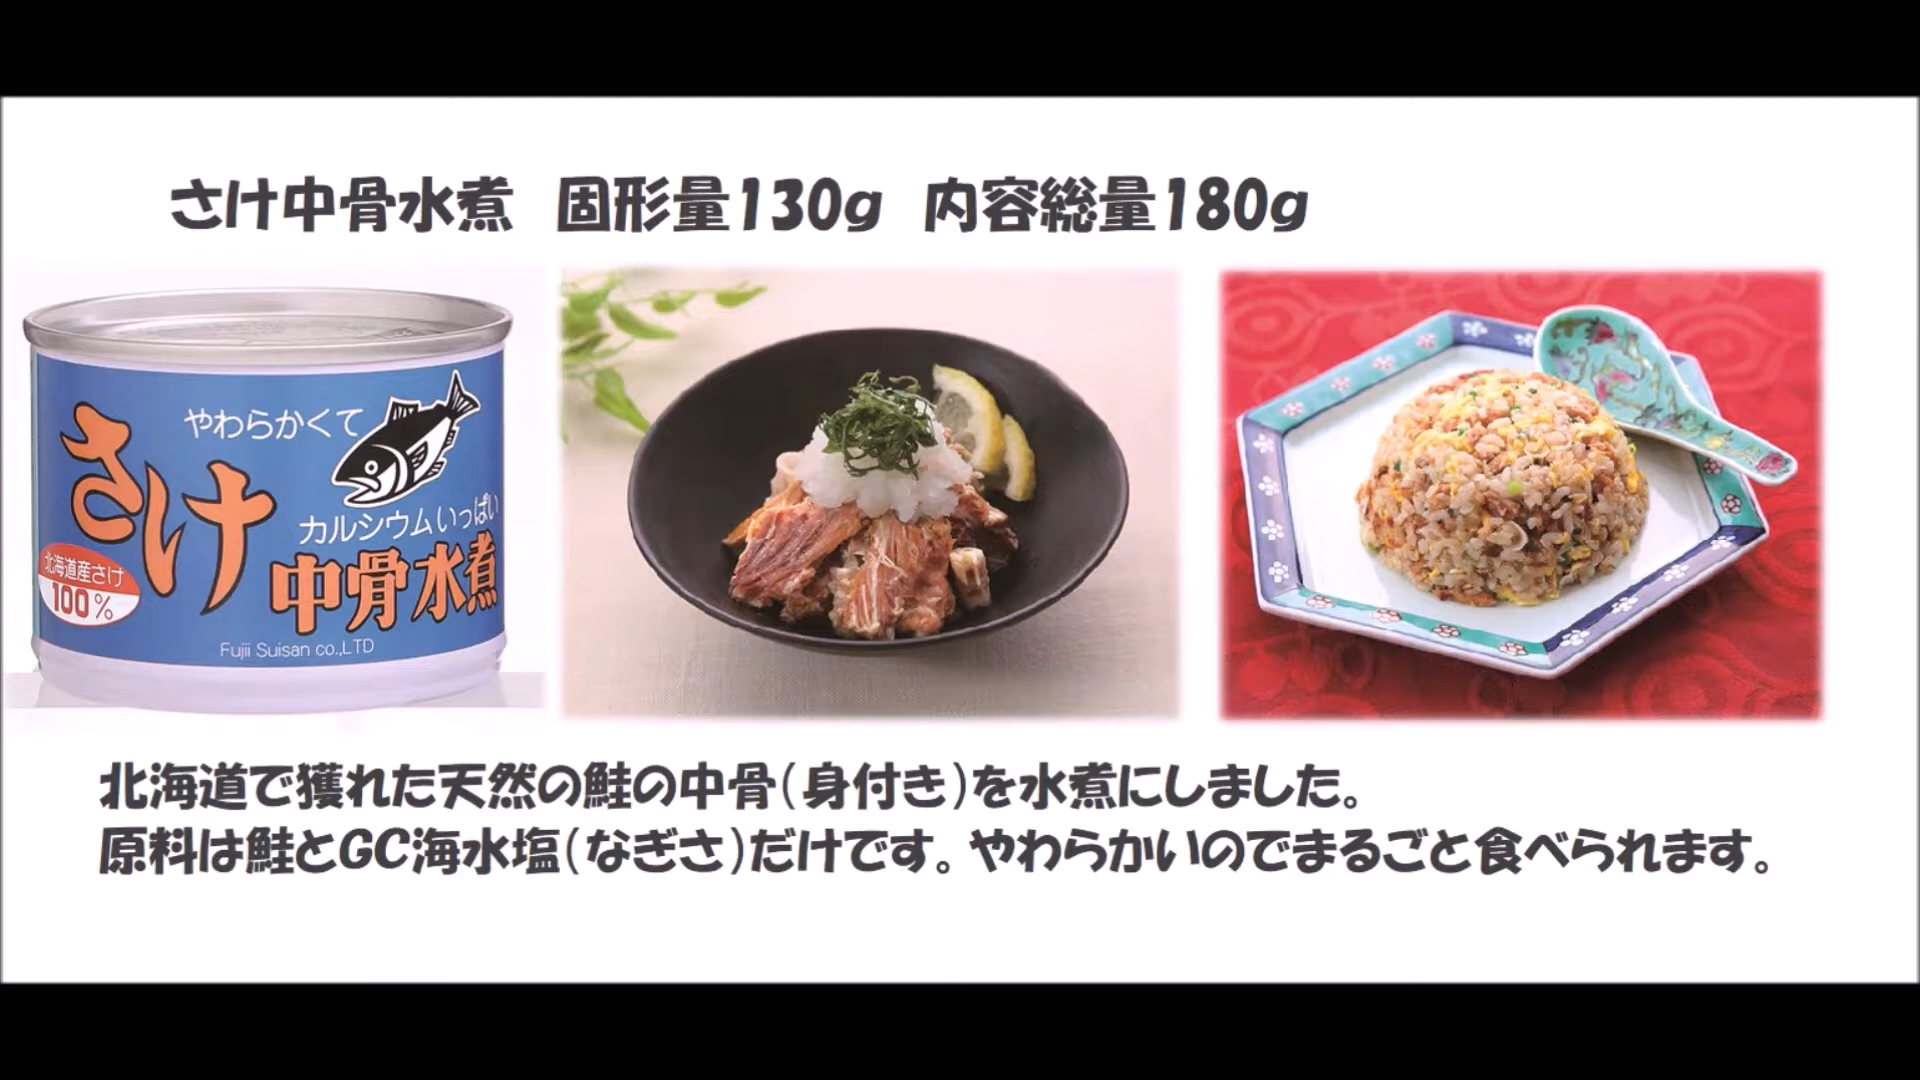 さけ中骨水煮　固形量130g　内容総量180g
やわらかくて
さけ
カルシウムいっぱい
中骨水煮
北海道産さけ
100%
Fujii Suisan co.,LTD
北海道で獲れた天然の鮭の中骨(身付き)を水煮にしました。
原料は鮭とGC海水塩(なぎさ)だけです。やわらかいのでまるごと食べられます。